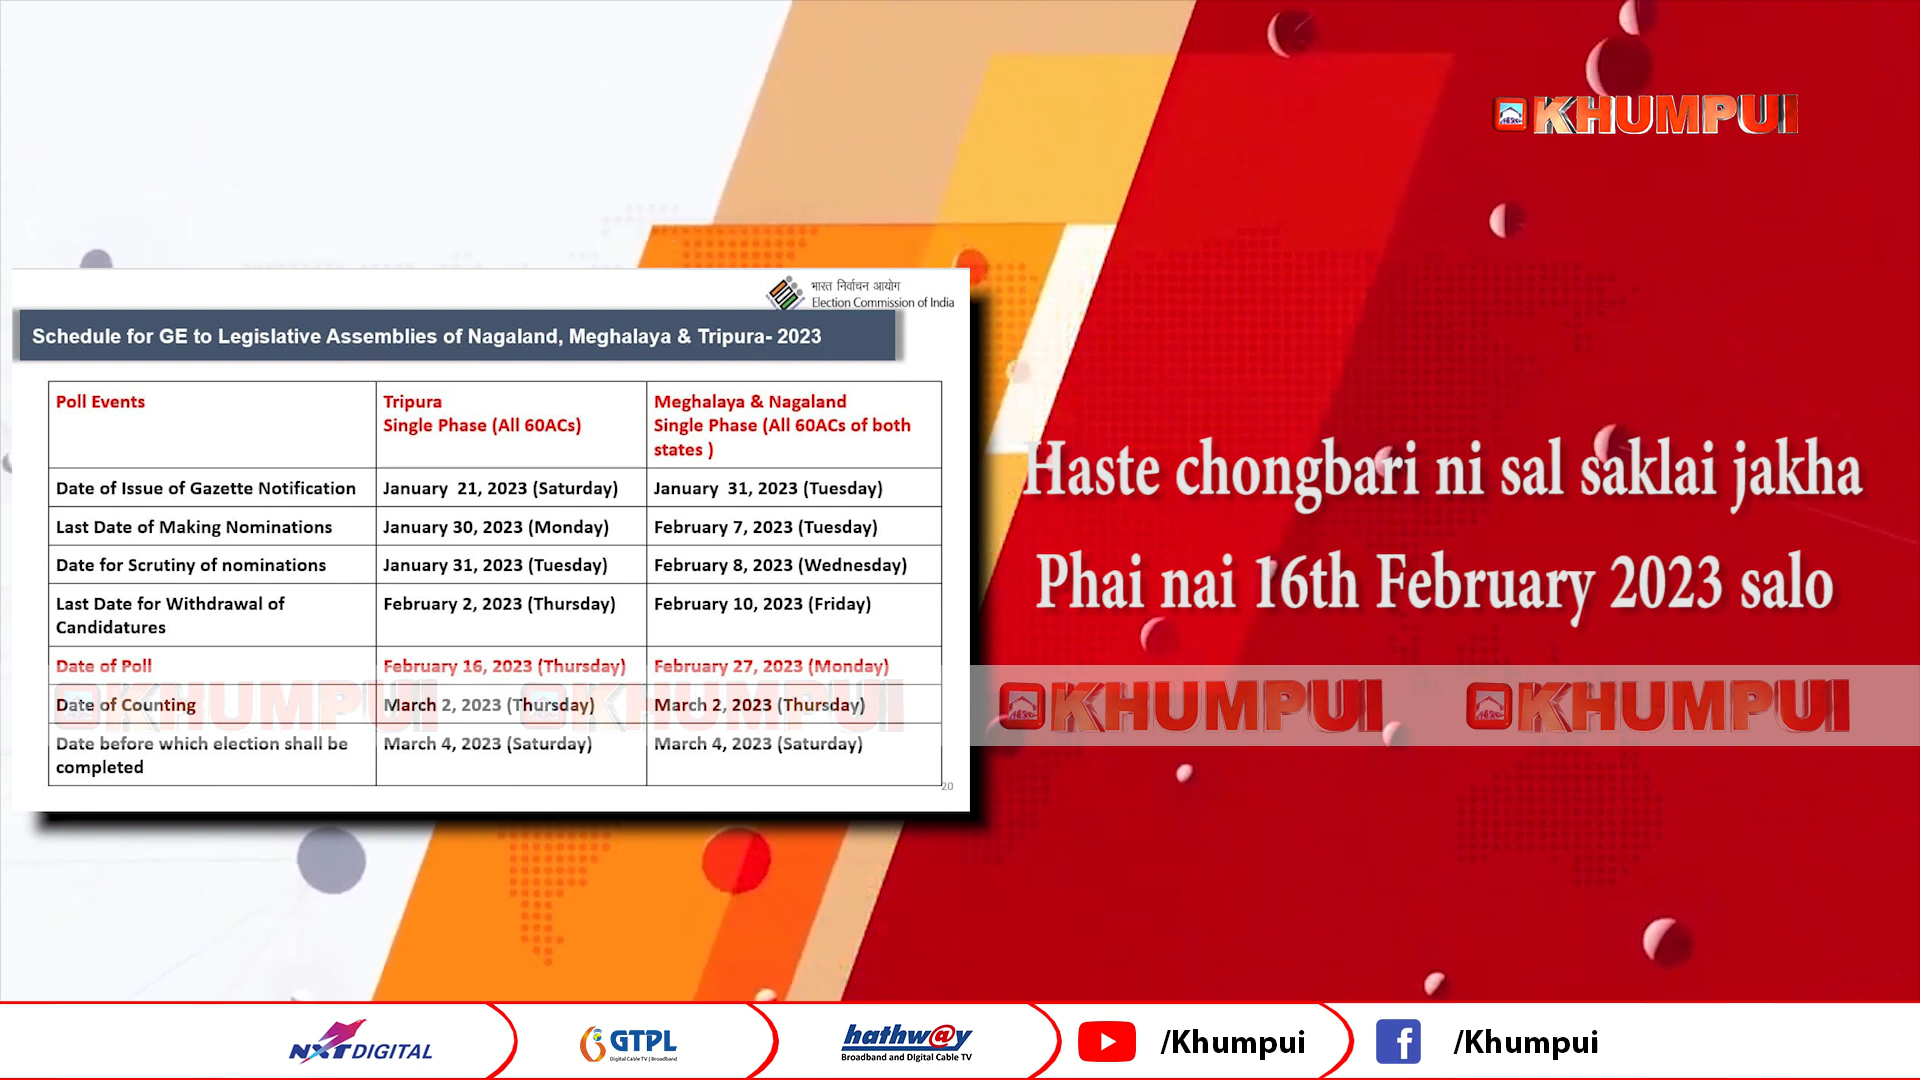 KHUMPUI
भारत निर्वाचन आयोग
Election Commission of India
Schedule for GE to Legislative Assemblies of Nagaland, Meghalaya & Tripura- 2023
Poll Events
Tripura
Single Phase (All 60ACs)
Meghalaya & Nagaland
Single Phase (All 60ACs of both
states )
Date of Issue of Gazette Notification
January 21, 2023 (Saturday)
January 31, 2023 (Tuesday)
Last Date of Making Nominations
January 30, 2023 (Monday)
February 7, 2023 (Tuesday)
Date for Scrutiny of nominations
January 31, 2023 (Tuesday)
February 8, 2023 (Wednesday)
Last Date for Withdrawal of
Candidatures
February 2, 2023 (Thursday)
February 10, 2023 (Friday)
Date of Poll
February 16, 2023 (Thursday)
February 27, 2023 (Monday)
Date of Counting
March 2, 2023 (Thursday)
March 2, 2023 (Thursday)
Date before which election shall be
completed
March 4, 2023 (Saturday)
March 4, 2023 (Saturday)
20
Haste chongbari ni sal saklai jakha
Phai nai 16th February 2023 salo
KHUMPUI
KHUMPUI
KHUMPUI
KHUMPUI
NXTDIGITAL
GTPL
Digital Cable TV | Broadband
hathw@y
Broadband and Digital Cable TV
/Khumpui
/Khumpui